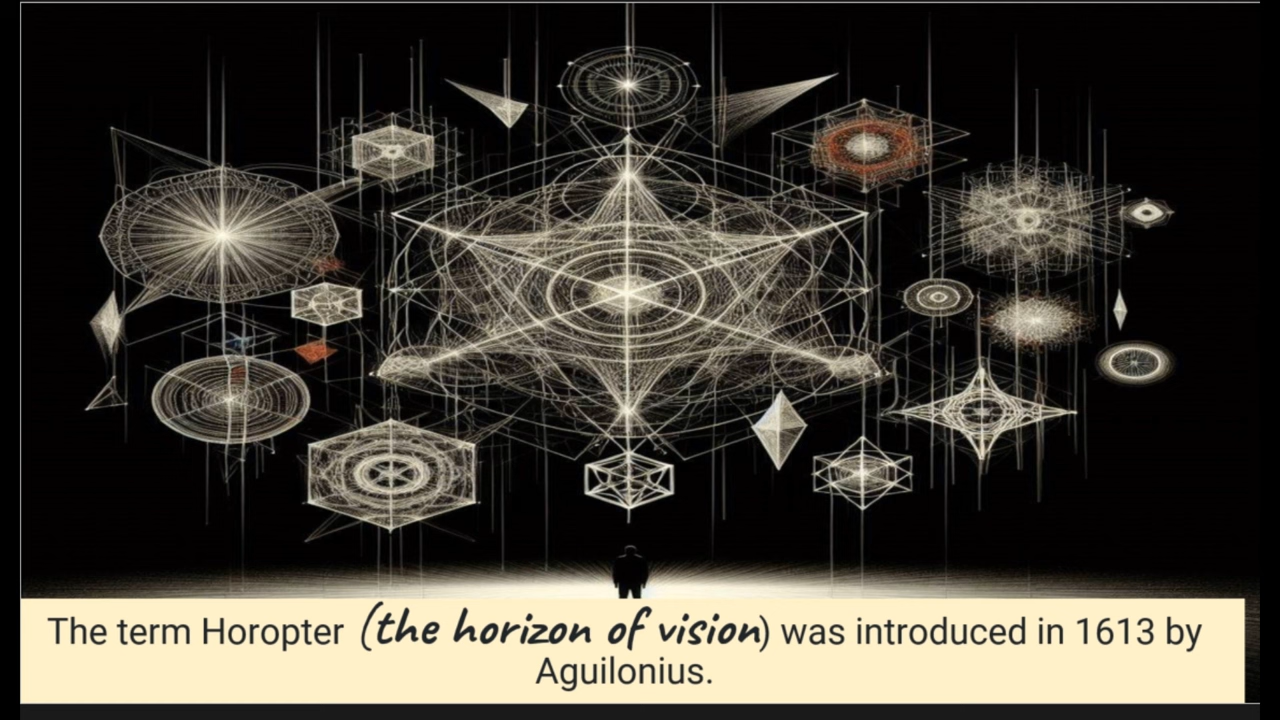 The term Horopter (the horizon of vision) was introduced in 1613 by
Aguilonius.